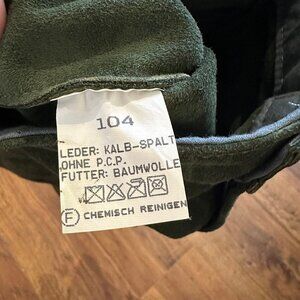 104
LEDER: KALB-SPALT
OHNE P.C.P.
FUTTER: BAUMWOLLE
F CHEMISCH REINIGEN